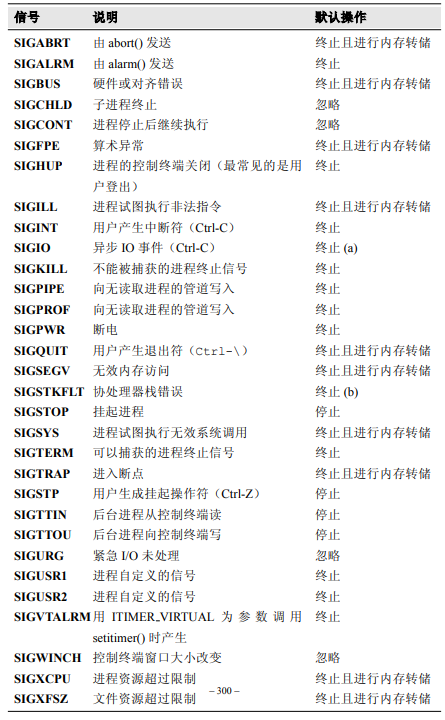 信号 说明 默认操作
SIGABRT 由 abort() 发送 终止且进行内存转储
SIGALRM 由 alarm() 发送 终止
SIGBUS 硬件或对齐错误 终止且进行内存转储
SIGCHLD 子进程终止 忽略
SIGCONT 进程停止后继续执行 忽略
SIGFPE 算术异常 终止且进行内存转储
SIGHUP 进程的控制终端关闭（最常见的是用 终止
户登出）
SIGILL 进程试图执行非法指令 终止且进行内存转储
SIGINT 用户产生中断符（Ctrl-C） 终止
SIGIO 异步 IO 事件（Ctrl-C） 终止 (a)
SIGKILL 不能被捕获的进程终止信号 终止
SIGPIPE 向无读取进程的管道写入 终止
SIGPROF 向无读取进程的管道写入 终止
SIGPWR 断电 终止
SIGQUIT 用户产生退出符（Ctrl-\） 终止且进行内存转储
SIGSEGV 无效内存访问 终止且进行内存转储
SIGSTKFLT 协处理器栈错误 终止 (b)
SIGSTOP 挂起进程 停止
SIGSYS 进程试图执行无效系统调用 终止且进行内存转储
SIGTERM 可以捕获的进程终止信号 终止
SIGTRAP 进入断点 终止且进行内存转储
SIGSTP 用户生成挂起操作符（Ctrl-Z） 停止
SIGTTIN 后台进程从控制终端读 停止
SIGTTOU 后台进程向控制终端写 停止
SIGURG 紧急 I/O 未处理 忽略
SIGUSR1 进程自定义的信号 终止
SIGUSR2 进程自定义的信号 终止
SIGVTALRM 用 ITIMER_VIRTUAL 为参数调用 终止
setitimer() 时产生
SIGWINCH 控制终端窗口大小改变 忽略
SIGXCPU 进程资源超过限制 终止且进行内存转储
– 300 –
SIGXFSZ 文件资源超过限制 终止且进行内存转储